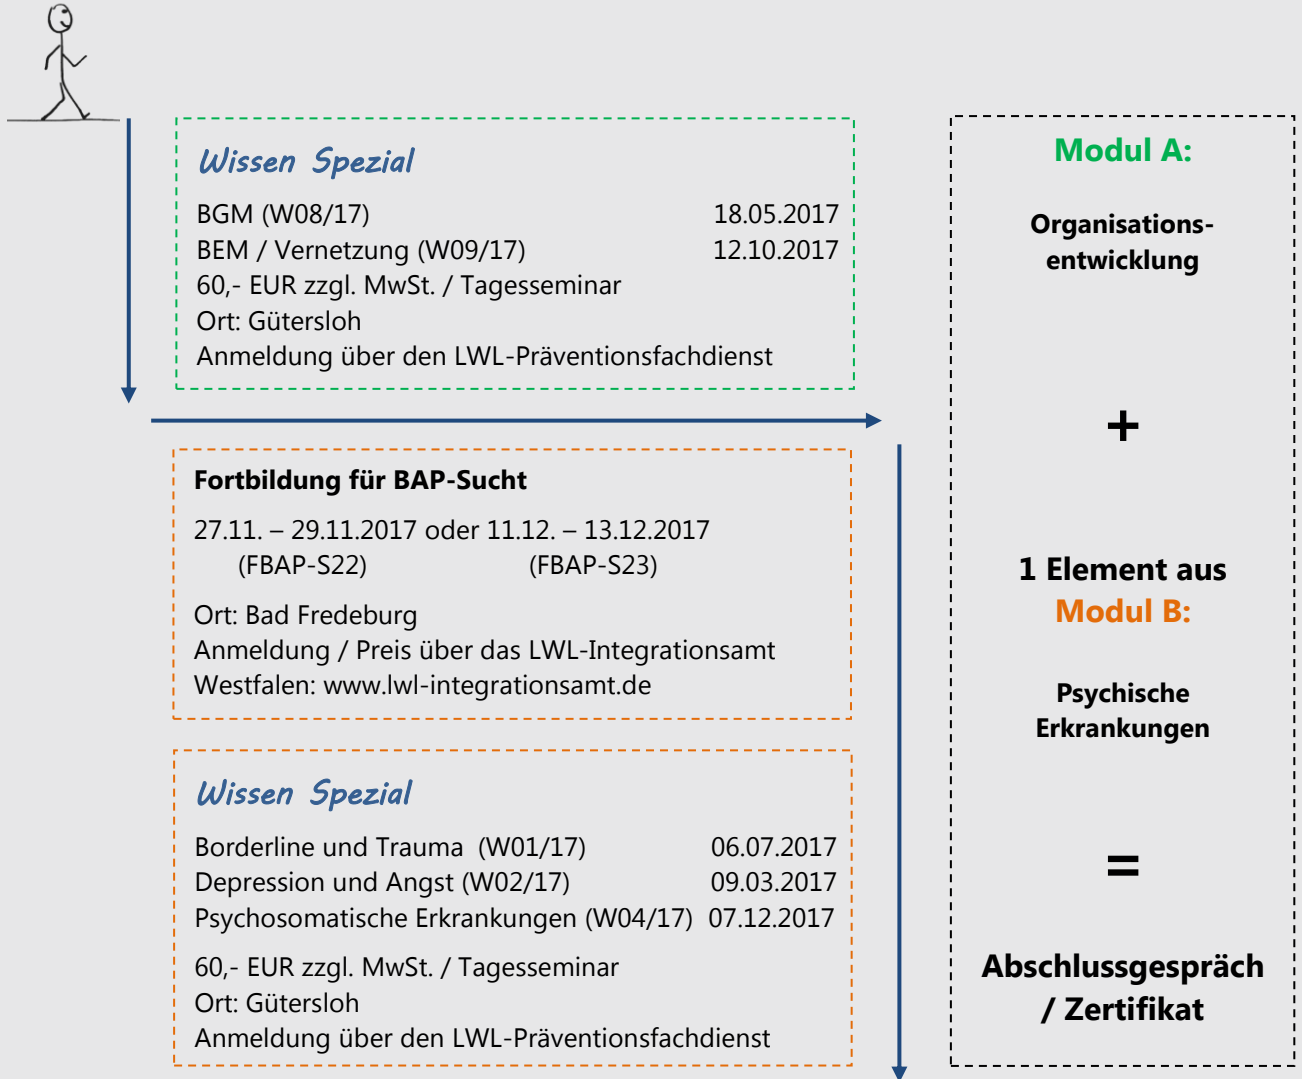 Wissen Spezial
BGM (W08/17) 18.05.2017
BEM / Vernetzung (W09/17) 12.10.2017
60,- EUR zzgl. MwSt. / Tagesseminar
Ort: Gütersloh
Anmeldung über den LWL-Präventionsfachdienst
Fortbildung für BAP-Sucht
27.11. – 29.11.2017 oder 11.12. – 13.12.2017
(FBAP-S22) (FBAP-S23)
Ort: Bad Fredeburg
Anmeldung / Preis über das LWL-Integrationsamt
Westfalen: www.lwl-integrationsamt.de
Wissen Spezial
Borderline und Trauma (W01/17) 06.07.2017
Depression und Angst (W02/17) 09.03.2017
Psychosomatische Erkrankungen (W04/17) 07.12.2017
60,- EUR zzgl. MwSt. / Tagesseminar
Ort: Gütersloh
Anmeldung über den LWL-Präventionsfachdienst
Modul A:
Organisations-
entwicklung
+
1 Element aus
Modul B:
Psychische
Erkrankungen
=
Abschlussgespräch
/ Zertifikat